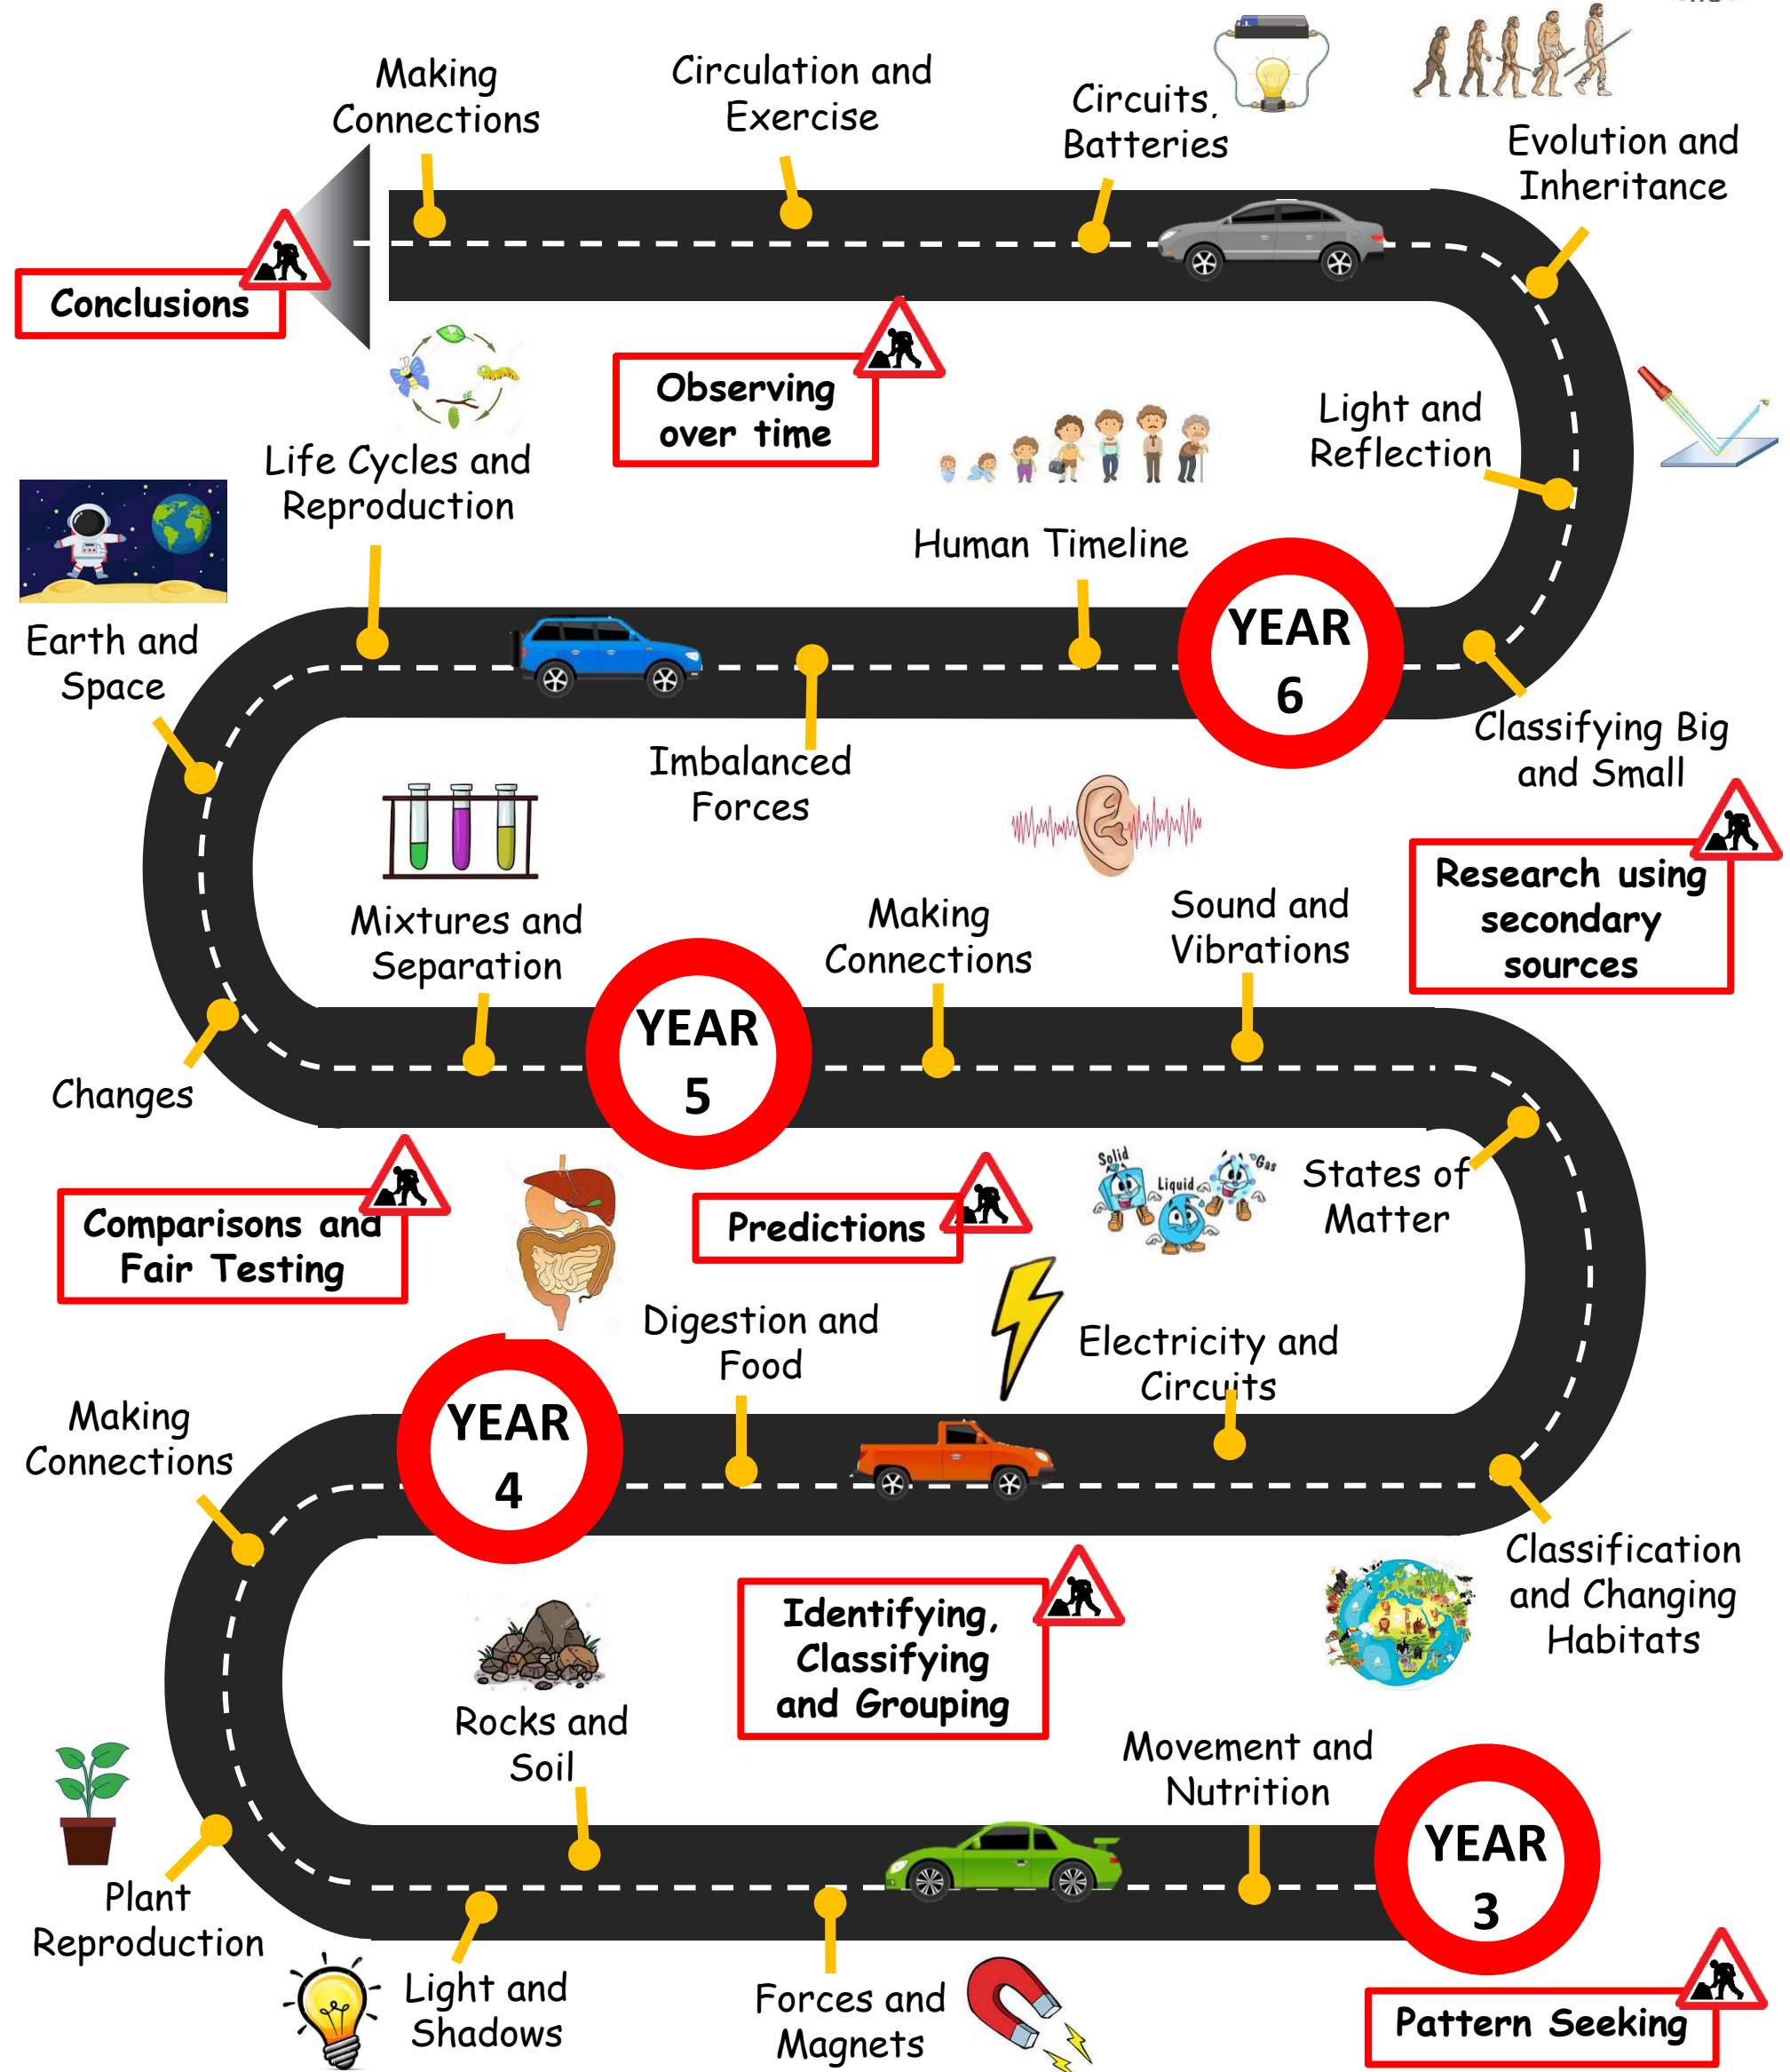 Making
Connections
Circulation and
Exercise
Circuits,
Batteries
Evolution and
Inheritance
Conclusions
Observing
over time
Light and
Reflection
Life Cycles and
Reproduction
Human Timeline
YEAR
6
Earth and
Space
Imbalanced
Forces
Classifying Big
and Small
Research using
secondary
sources
Mixtures and
Separation
Making
Connections
Sound and
Vibrations
YEAR
5
Changes
Comparisons and
Fair Testing
Predictions
Solid
Liquid
Gas
States of
Matter
Digestion and
Food
Electricity and
Circuits
Making
Connections
YEAR
4
Classification
and Changing
Habitats
Identifying,
Classifying
and Grouping
Rocks and
Soil
Movement and
Nutrition
YEAR
3
Plant
Reproduction
Light and
Shadows
Forces and
Magnets
Pattern Seeking